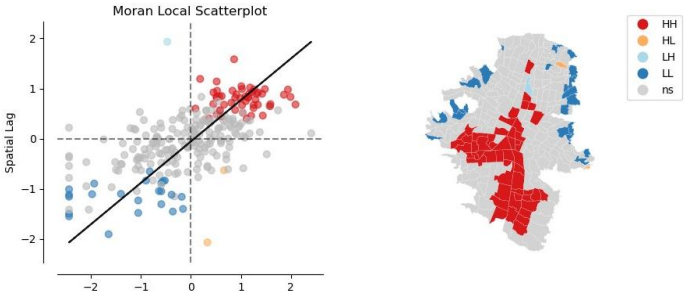 Moran Local Scatterplot
Spatial Lag
2
1
0
−1
−2
−2 −1 0 1 2
HH
HL
LH
LL
ns